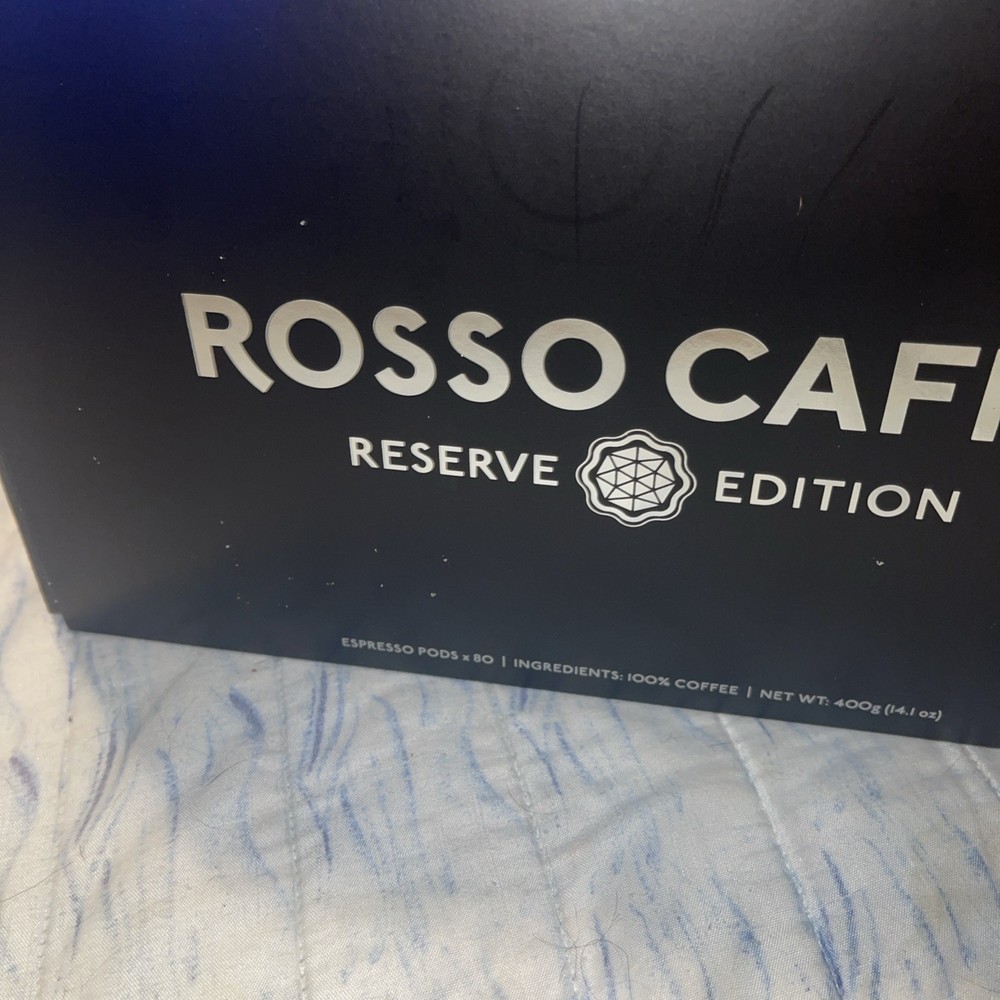 ROSSO CAF
RESERVE EDITION
ESPRESSO PODS x 80 | INGREDIENTS: 100% COFFEE | NET WT: 400g (14.1 oz)